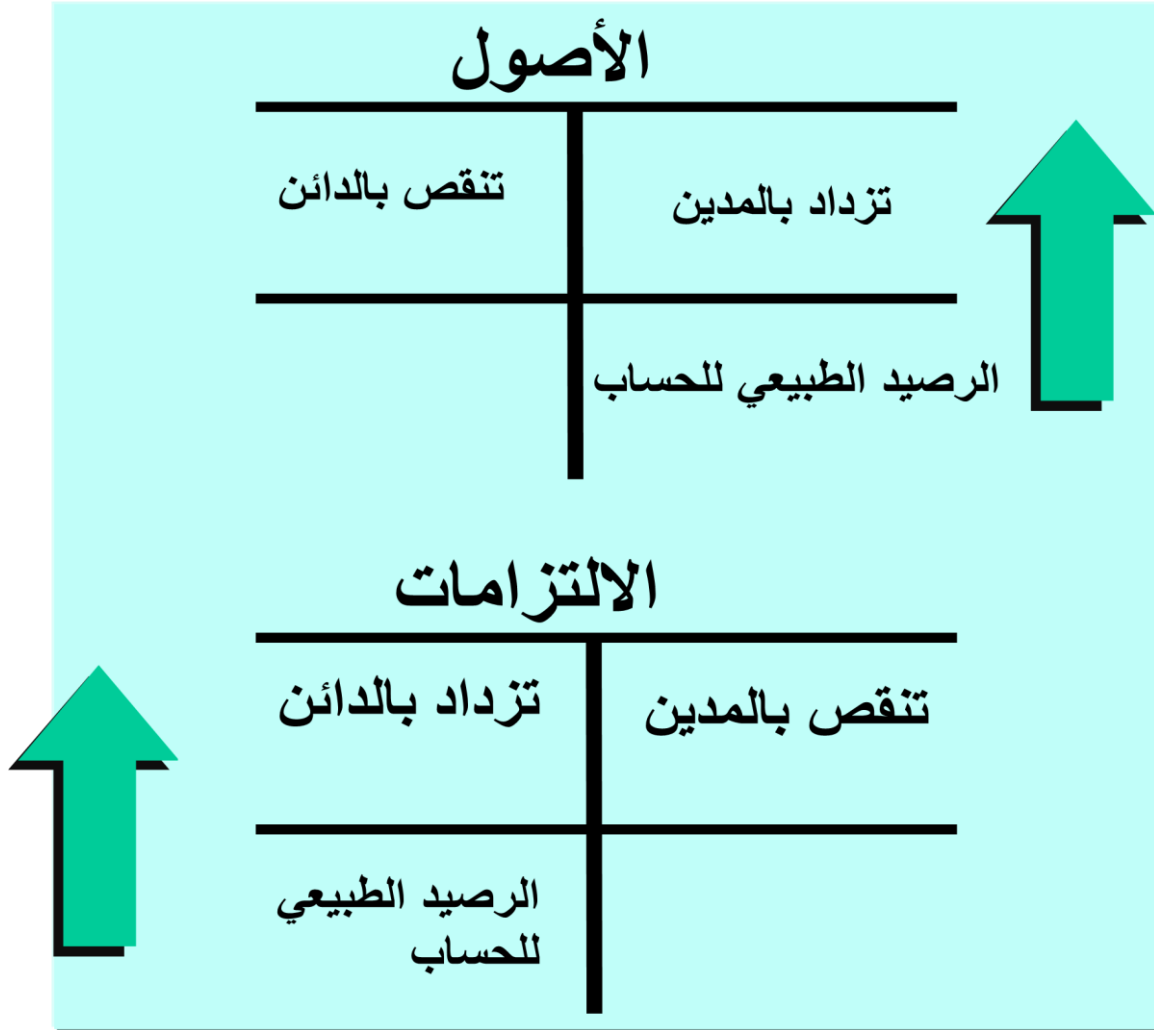 الأصول
تزداد بالمدين
تنقص بالدائن
الرصيد الطبيعي للحساب
الالتزامات
تنقص بالمدين
تزداد بالدائن
الرصيد الطبيعي
للحساب